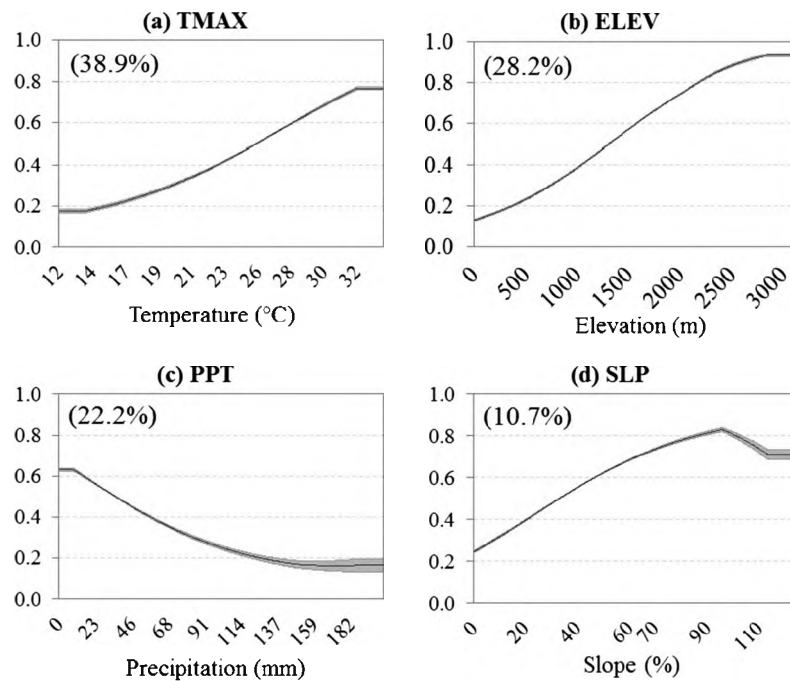 (a) TMAX
(38.9%)
1.0
0.8
0.6
0.4
0.2
0.0
12 14 17 19 21 23 26 28 30 32
Temperature (°C)
(b) ELEV
(28.2%)
1.0
0.8
0.6
0.4
0.2
0.0
0 500 1000 1500 2000 2500 3000
Elevation (m)
(c) PPT
(22.2%)
1.0
0.8
0.6
0.4
0.2
0.0
0 23 46 68 91 114 137 159 182
Precipitation (mm)
(d) SLP
(10.7%)
1.0
0.8
0.6
0.4
0.2
0.0
0 20 40 60 70 90 110
Slope (%)